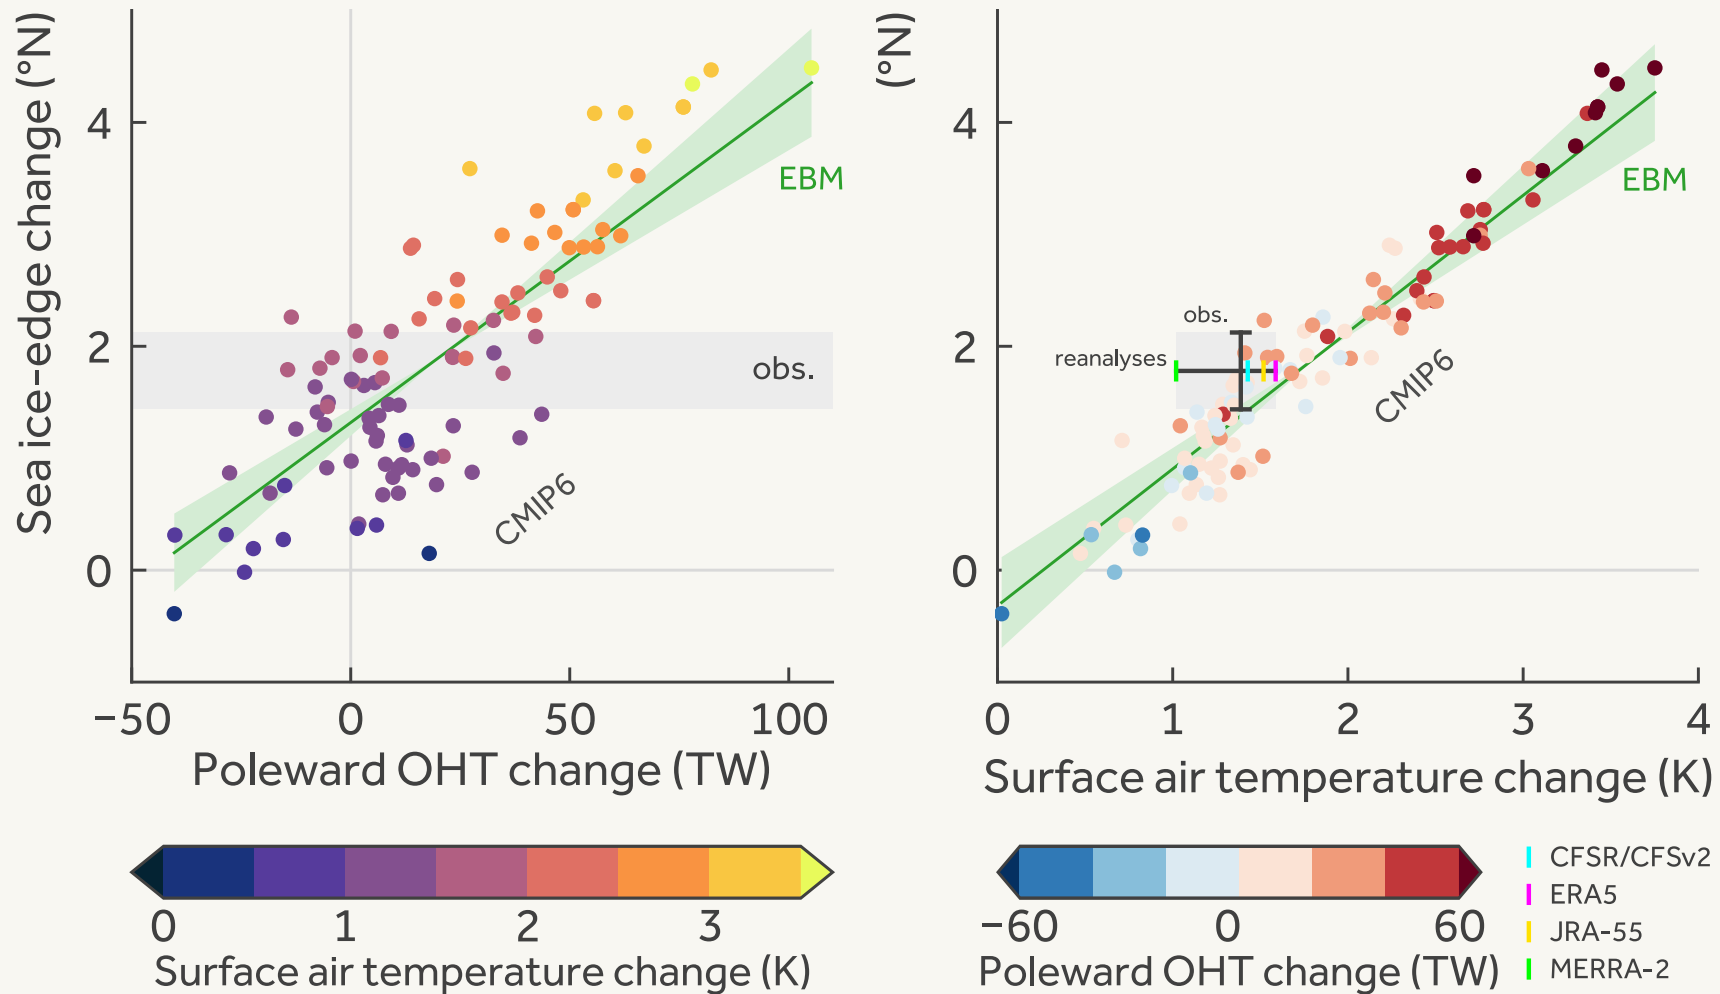 Sea ice-edge change (°N)
4
2
0
EBM
obs.
CMIP6
−50
0
50
100
Poleward OHT change (TW)
0
1
2
3
Surface air temperature change (K)
(°N)
4
2
0
EBM
obs.
reanalyses
CMIP6
0
1
2
3
4
Surface air temperature change (K)
−60
0
60
Poleward OHT change (TW)
CFSR/CFSv2
ERA5
JRA-55
MERRA-2